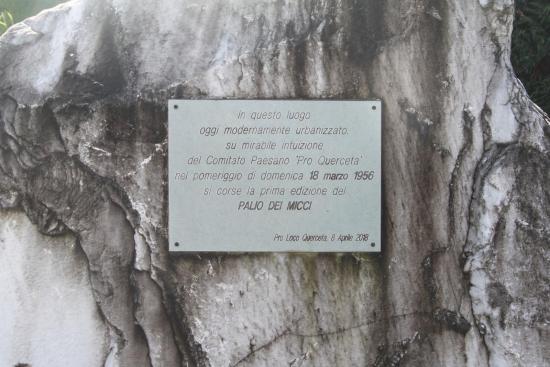 In questo luogo
oggi modernamente urbanizzato,
su mirabile intuizione
del Comitato Paesano "Pro Querceta"
nel pomeriggio di domenica 18 marzo 1956
si corse la prima edizione del
PALIO DEI MICCI
Pro Loco Querceta, 8 Aprile 2018